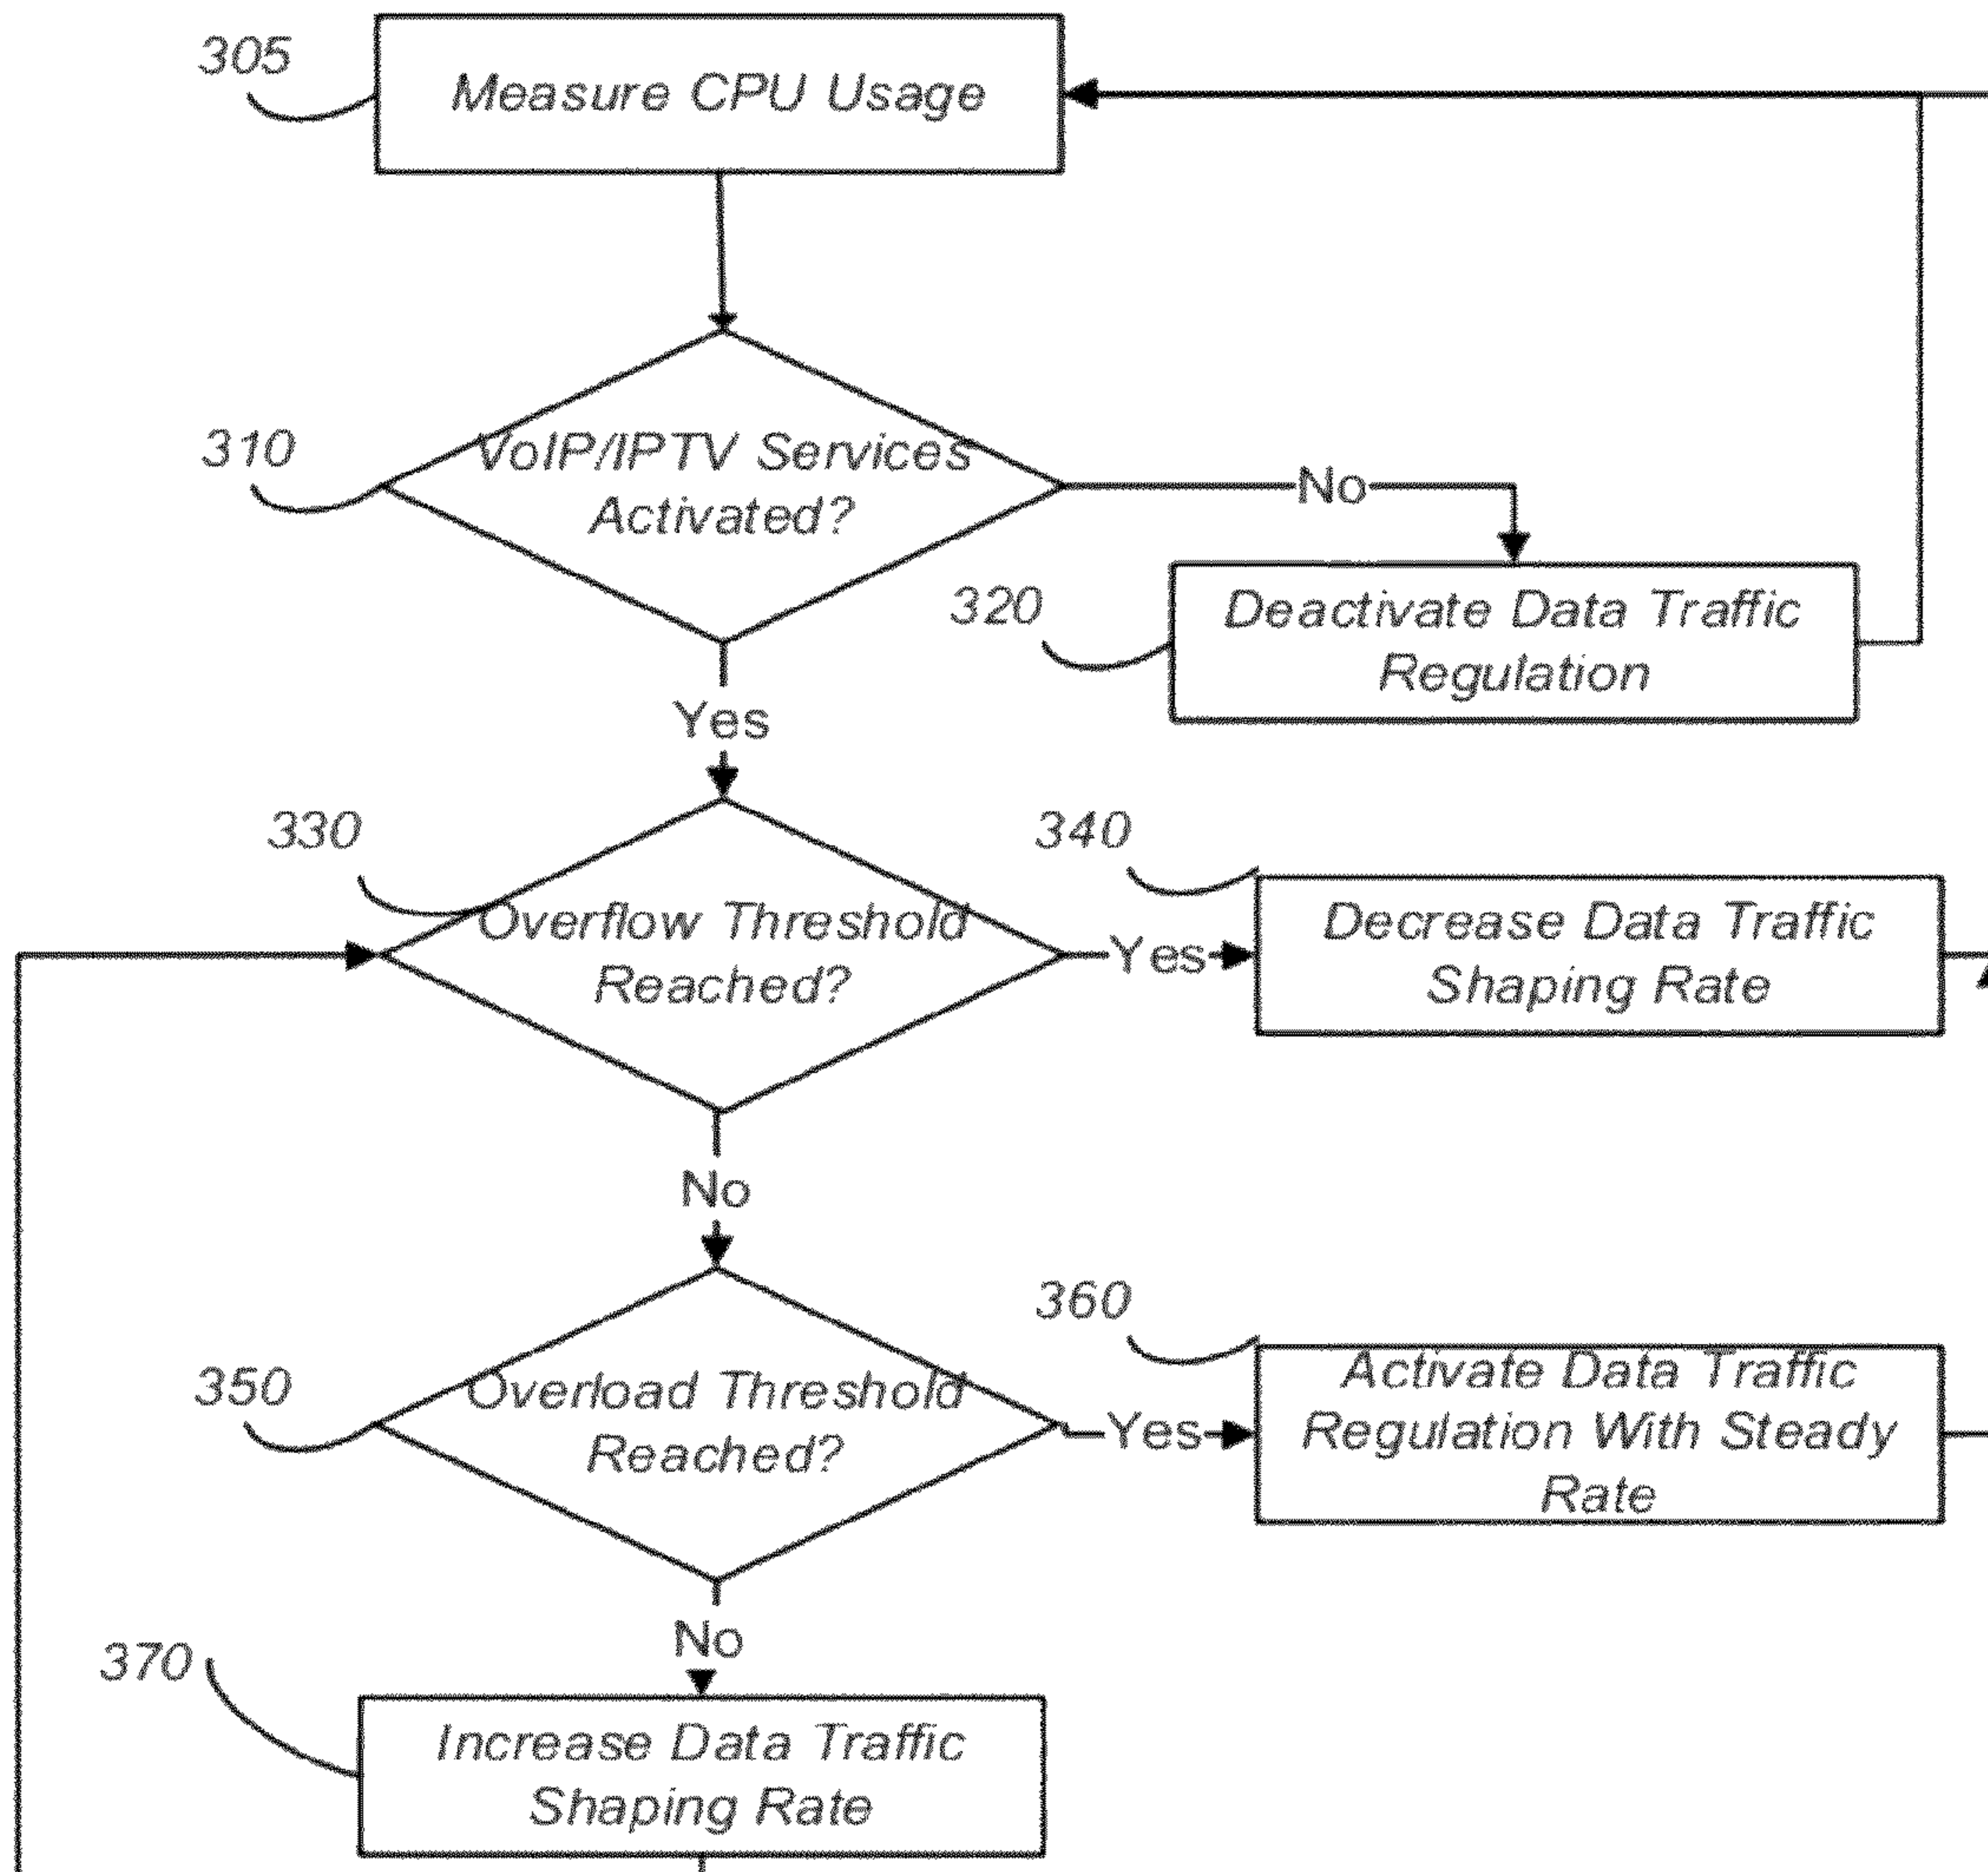 305
Measure CPU Usage
310
VoIP/IPTV Services
Activated?
No
320
Deactivate Data Traffic
Regulation
Yes
330
Overflow Threshold
Reached?
Yes
340
Decrease Data Traffic
Shaping Rate
No
350
Overload Threshold
Reached?
Yes
360
Activate Data Traffic
Regulation With Steady
Rate
No
370
Increase Data Traffic
Shaping Rate